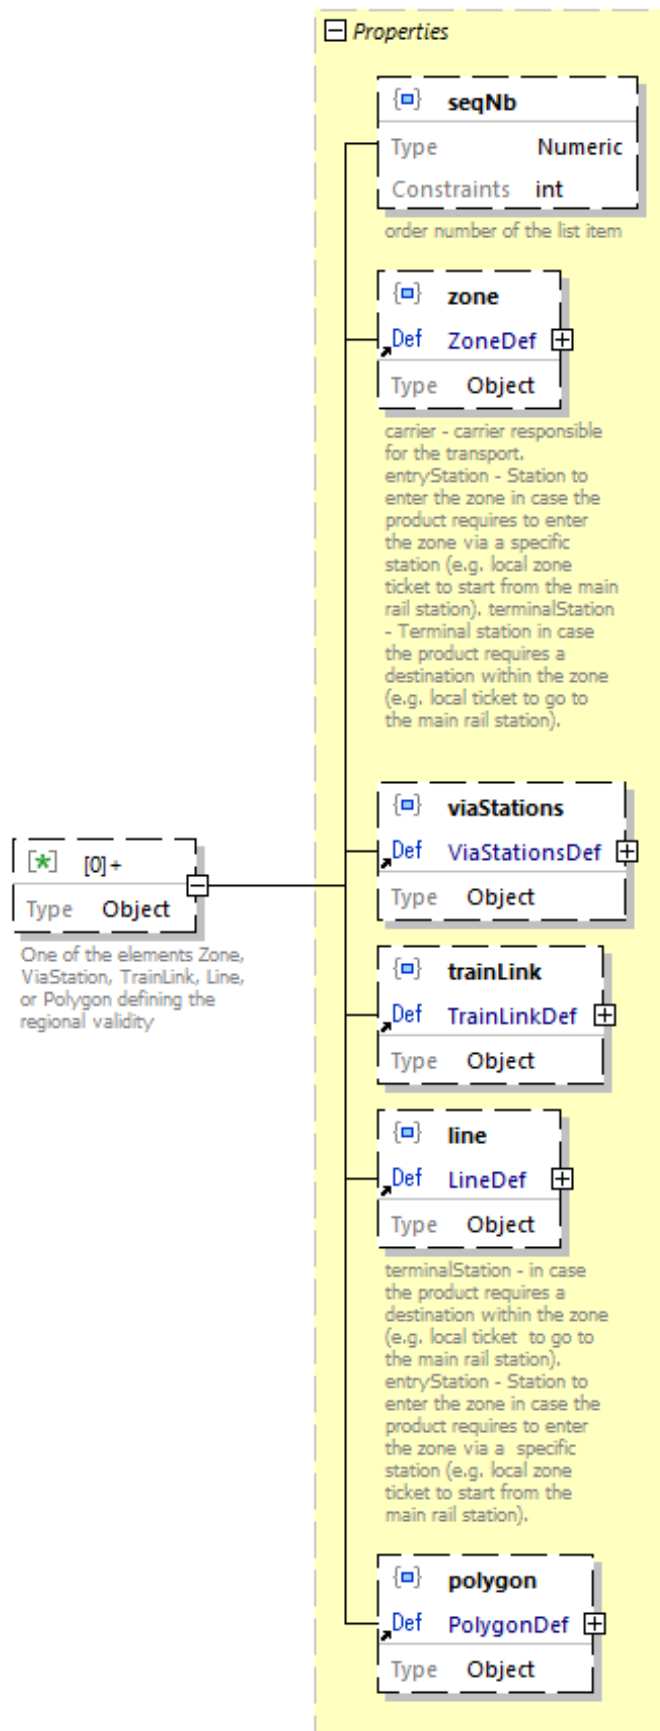 Properties
seqNb
Type Numeric
Constraints int
order number of the list item
zone
Def ZoneDef
Type Object
carrier - carrier responsible
for the transport.
entryStation - Station to
enter the zone in case the
product requires to enter
the zone via a specific
station (e.g. local zone
ticket to start from the main
rail station). terminalStation
- Terminal station in case
the product requires a
destination within the zone
(e.g. local ticket to go to
the main rail station).
viaStations
Def ViaStationsDef
Type Object
[*] [0]+
Type Object
One of the elements Zone,
ViaStation, TrainLink, Line,
or Polygon defining the
regional validity
trainLink
Def TrainLinkDef
Type Object
line
Def LineDef
Type Object
terminalStation - in case
the product requires a
destination within the zone
(e.g. local ticket  to go to
the main rail station).
entryStation - Station to
enter the zone in case the
product requires to enter
the zone via a  specific
station (e.g. local zone
ticket to start from the
main rail station).
polygon
Def PolygonDef
Type Object